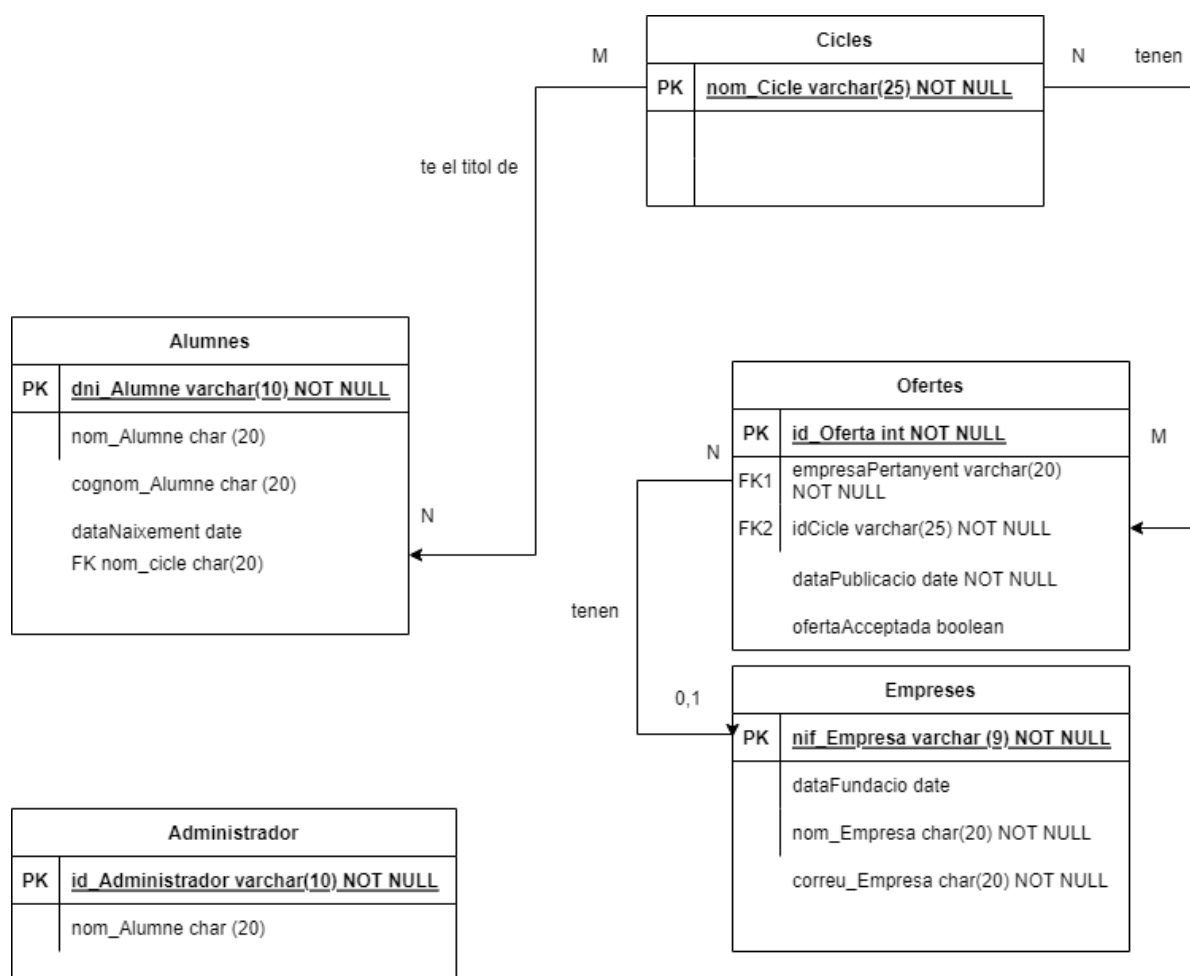 Cicles
M
N
tenen
PK
nom_Cicle varchar(25) NOT NULL
te el titol de
Alumnes
PK
dni_Alumne varchar(10) NOT NULL
nom_Alumne char (20)
cognom_Alumne char (20)
dataNaixement date
FK nom_cicle char(20)
N
Ofertes
PK
id_Oferta int NOT NULL
M
N
FK1
empresaPertanyent varchar(20)
NOT NULL
FK2
idCicle varchar(25) NOT NULL
dataPublicacio date NOT NULL
ofertaAcceptada boolean
tenen
0,1
Empreses
PK
nif_Empresa varchar (9) NOT NULL
dataFundacio date
nom_Empresa char(20) NOT NULL
correu_Empresa char(20) NOT NULL
Administrador
PK
id_Administrador varchar(10) NOT NULL
nom_Alumne char (20)